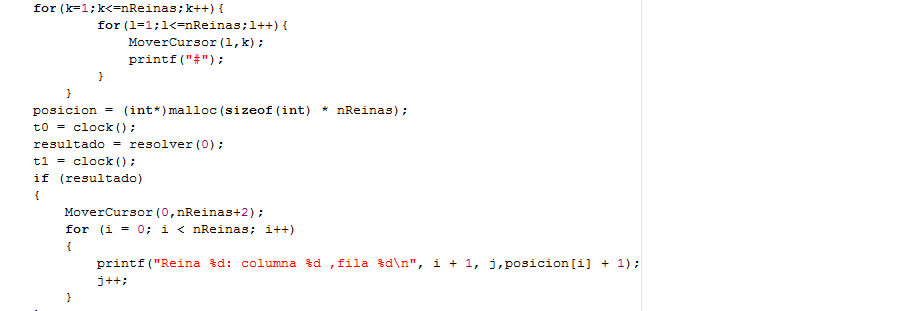 for(k=1;k<=nReinas;k++){
for(l=1;l<=nReinas;l++){
MoverCursor(l,k);
printf("#");
}
}
posicion = (int*)malloc(sizeof(int) * nReinas);
t0 = clock();
resultado = resolver(0);
t1 = clock();
if (resultado)
{
MoverCursor(0,nReinas+2);
for (i = 0; i < nReinas; i++)
{
printf("Reina %d: columna %d ,fila %d\n", i + 1, j,posicion[i] + 1);
j++;
}